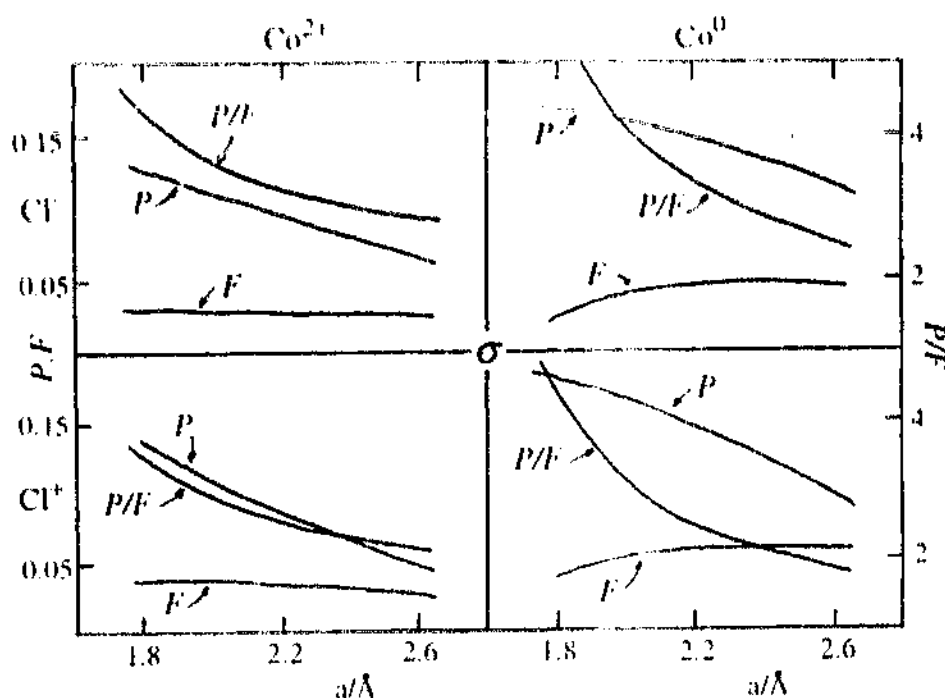 Co²⁺ Co⁰
P/F
0.15 P 4
P
Cl⁻ P/F
0.05 F F 2
P,F σ P/F
P
0.15 P 4
P/F
Cl⁺ P/F
0.05 F F 2
1.8 2.2 2.6 1.8 2.2 2.6
a/Å a/Å